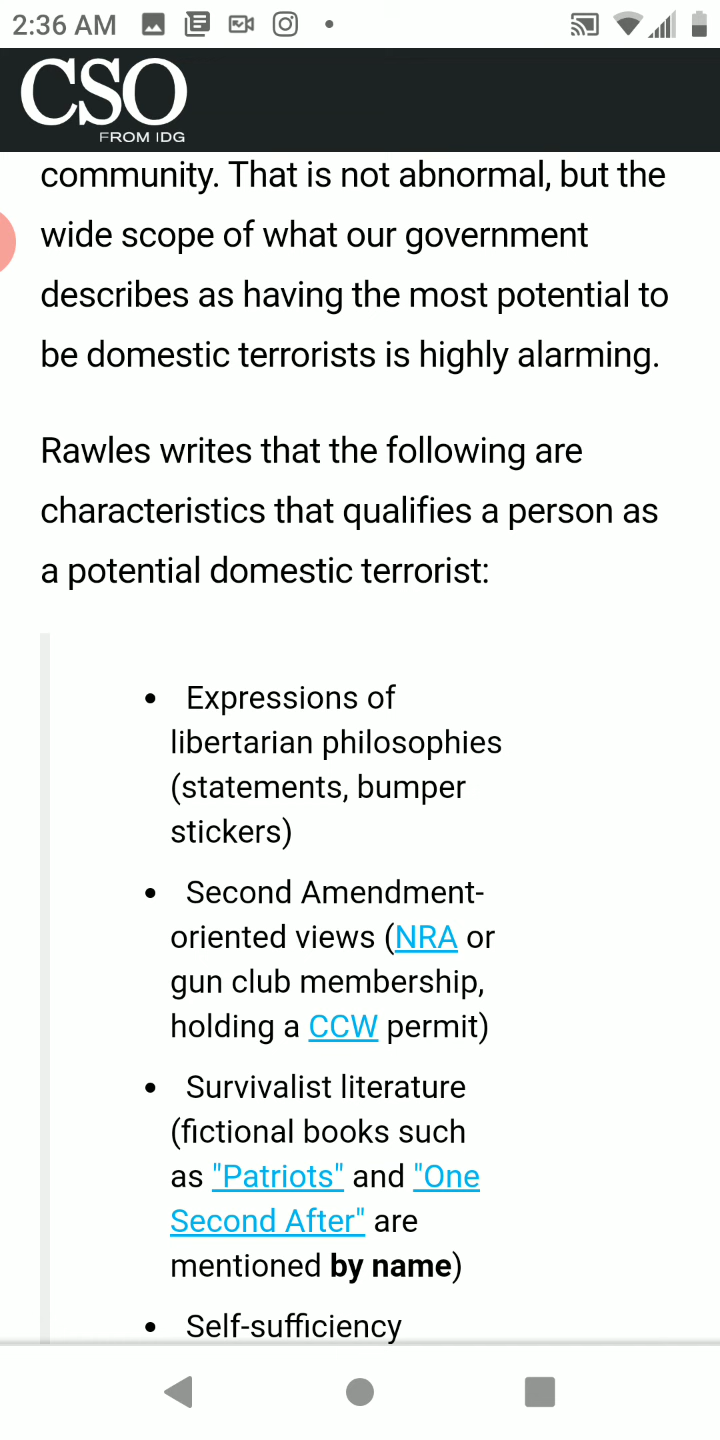 2:36 AM
CSO
FROM IDG
community. That is not abnormal, but the
wide scope of what our government
describes as having the most potential to
be domestic terrorists is highly alarming.
Rawles writes that the following are
characteristics that qualifies a person as
a potential domestic terrorist:
• Expressions of
libertarian philosophies
(statements, bumper
stickers)
• Second Amendment-
oriented views (NRA or
gun club membership,
holding a CCW permit)
• Survivalist literature
(fictional books such
as "Patriots" and "One
Second After" are
mentioned by name)
• Self-sufficiency